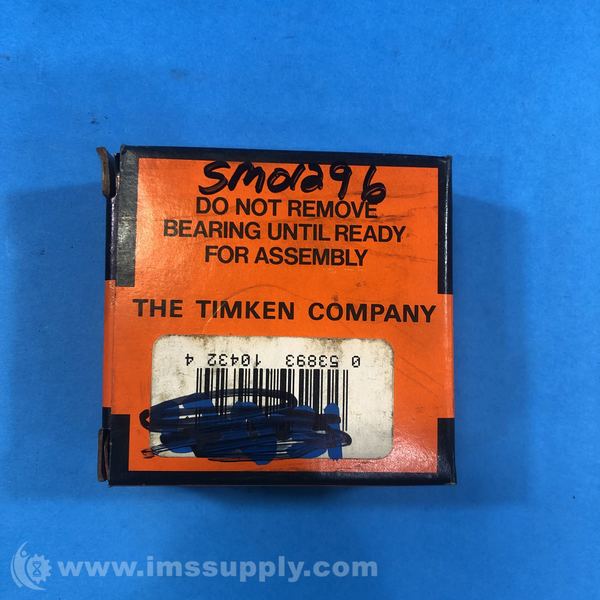 SM01296
DO NOT REMOVE
BEARING UNTIL READY
FOR ASSEMBLY
THE TIMKEN COMPANY
0 53893 10432 4
www.imssupply.com